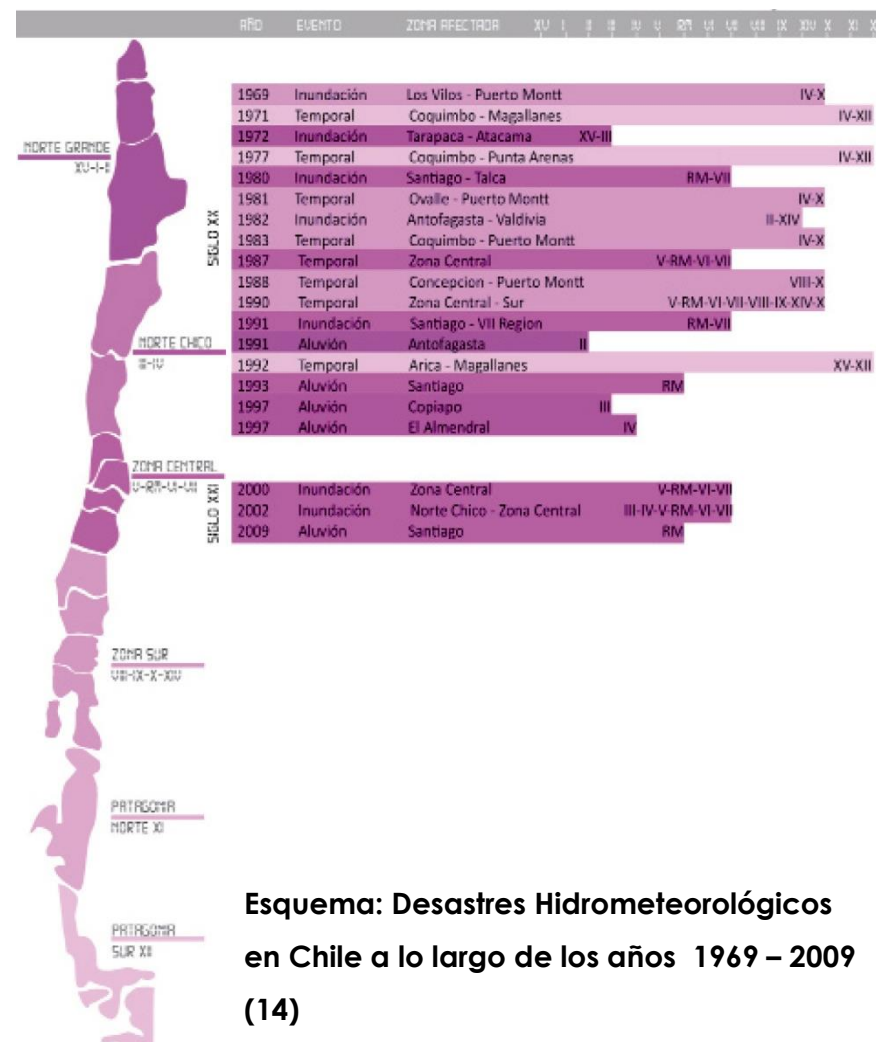 AÑO EVENTO ZONA AFECTADA XV I II III IV V RM VI VII VIII IX XIV X XI X
NORTE GRANDE
XV-I-II
SIGLO XX
1969 Inundación Los Vilos - Puerto Montt IV-X
1971 Temporal Coquimbo - Magallanes IV-XII
1972 Inundación Tarapaca - Atacama XV-III
1977 Temporal Coquimbo - Punta Arenas IV-XII
1980 Inundación Santiago - Talca RM-VII
1981 Temporal Ovalle - Puerto Montt IV-X
1982 Inundación Antofagasta - Valdivia II-XIV
1983 Temporal Coquimbo - Puerto Montt IV-X
1987 Temporal Zona Central V-RM-VI-VII
1988 Temporal Concepcion - Puerto Montt VIII-X
1990 Temporal Zona Central - Sur V-RM-VI-VII-VIII-IX-XIV-X
1991 Inundación Santiago - VII Region RM-VII
1991 Aluvión Antofagasta II
1992 Temporal Arica - Magallanes XV-XII
1993 Aluvión Santiago RM
1997 Aluvión Copiapo III
1997 Aluvión El Almendral IV
NORTE CHICO
III-IV
ZONA CENTRAL
V-RM-VI-VII
SIGLO XXI
2000 Inundación Zona Central V-RM-VI-VII
2002 Inundación Norte Chico - Zona Central III-IV-V-RM-VI-VII
2009 Aluvión Santiago RM
ZONA SUR
VIII-IX-X-XIV
PATAGONIA
NORTE XI
PATAGONIA
SUR XII
Esquema: Desastres Hidrometeorológicos
en Chile a lo largo de los años 1969 – 2009
(14)